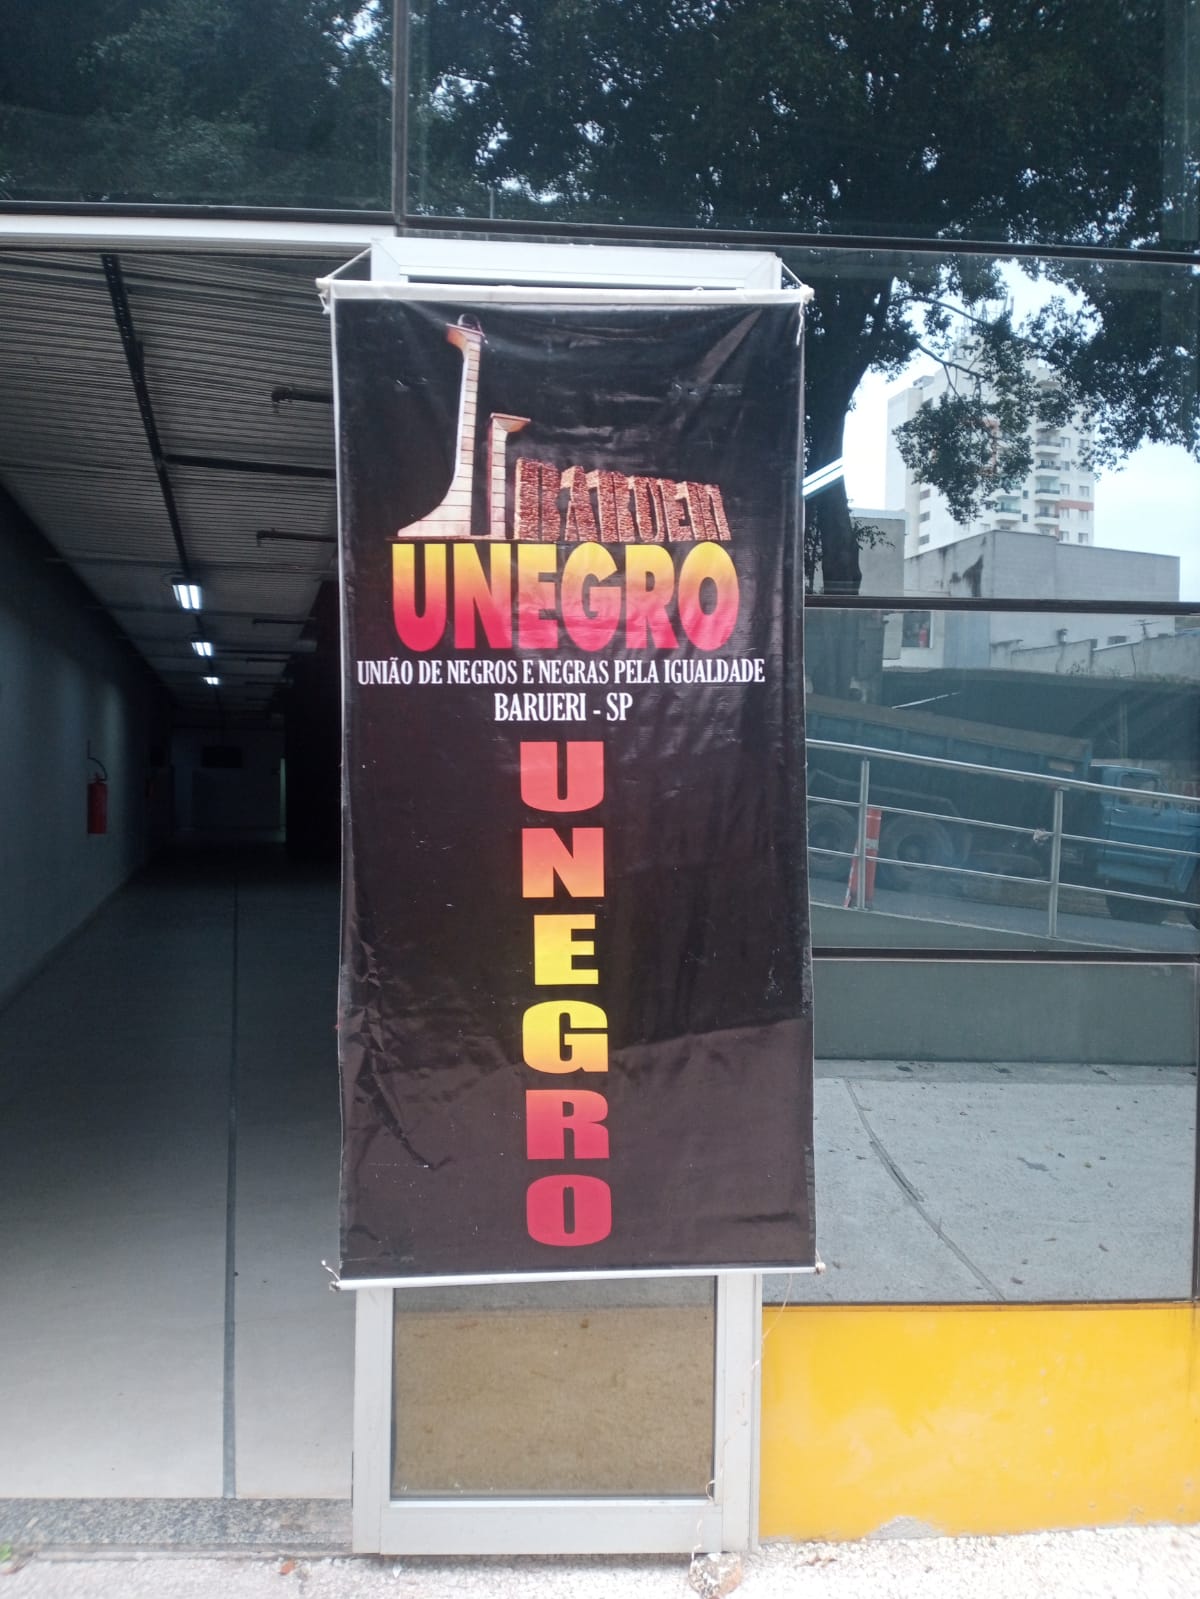 BARUERI
UNEGRO
UNIÃO DE NEGROS E NEGRAS PELA IGUALDADE
BARUERI - SP
U
N
E
G
R
O